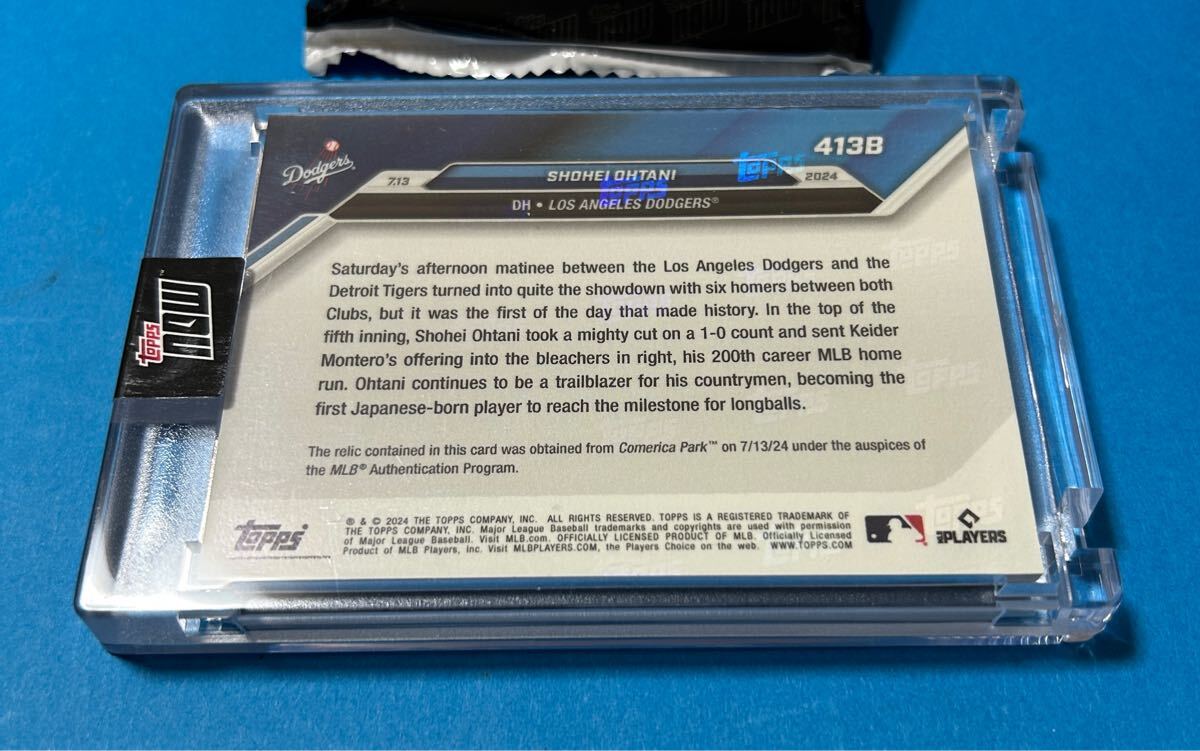 413B
Dodgers
7.13
SHOHEI OHTANI
2024
DH • LOS ANGELES DODGERS®
topps
topps
Saturday's afternoon matinee between the Los Angeles Dodgers and the
Detroit Tigers turned into quite the showdown with six homers between both
Clubs, but it was the first of the day that made history. In the top of the
fifth inning, Shohei Ohtani took a mighty cut on a 1-0 count and sent Keider
Montero's offering into the bleachers in right, his 200th career MLB home
run. Ohtani continues to be a trailblazer for his countrymen, becoming the
first Japanese-born player to reach the milestone for longballs.
The relic contained in this card was obtained from Comerica Park™ on 7/13/24 under the auspices of
the MLB® Authentication Program.
topps
® & © 2024 THE TOPPS COMPANY, INC. ALL RIGHTS RESERVED. TOPPS IS A REGISTERED TRADEMARK OF
THE TOPPS COMPANY, INC. Major League Baseball trademarks and copyrights are used with permission
of Major League Baseball. Visit MLB.com. OFFICIALLY LICENSED PRODUCT OF MLB. Officially Licensed
Product of MLB Players, Inc. Visit MLBPLAYERS.COM, the Players Choice on the web. WWW.TOPPS.COM
PLAYERS
topps NOW